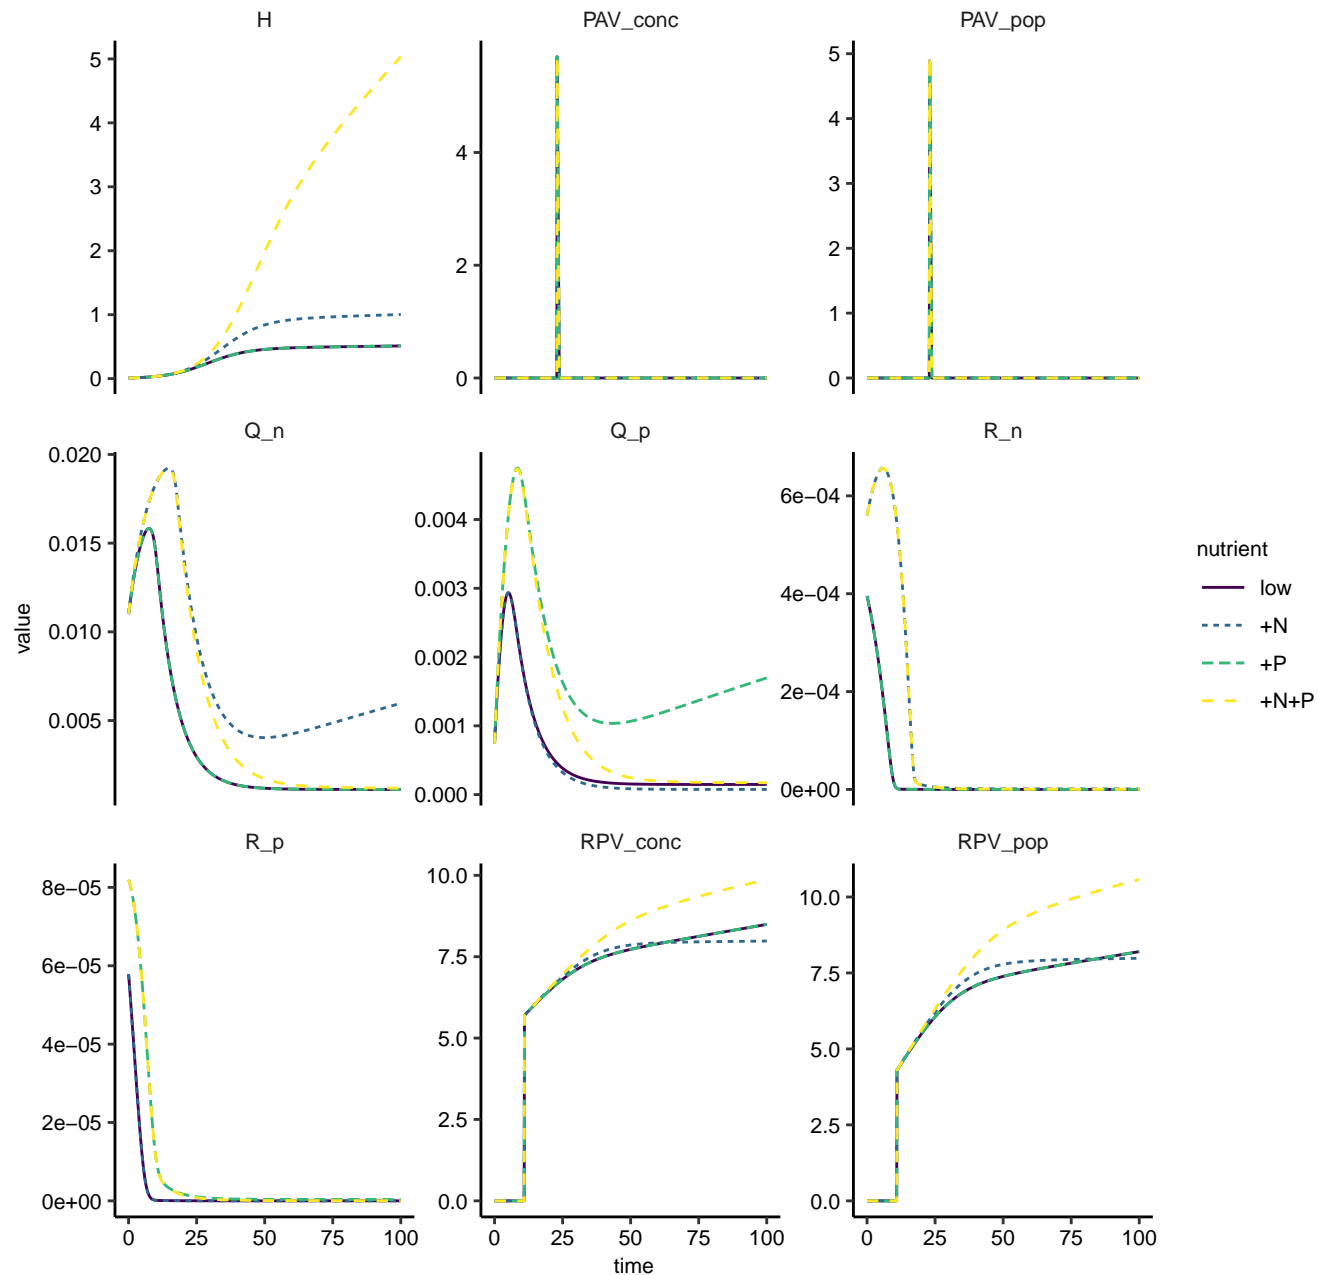 H
PAV_conc
PAV_pop
5
4
3
2
1
0
4
2
0
5
4
3
2
1
0
Q_n
Q_p
R_n
0.020
0.015
0.010
0.005
0.004
0.003
0.002
0.001
0.000
6e−04
4e−04
2e−04
0e+00
value
nutrient
low
+N
+P
+N+P
R_p
RPV_conc
RPV_pop
8e−05
6e−05
4e−05
2e−05
0e+00
10.0
7.5
5.0
2.5
0.0
10.0
7.5
5.0
2.5
0.0
0 25 50 75 100
0 25 50 75 100
0 25 50 75 100
time